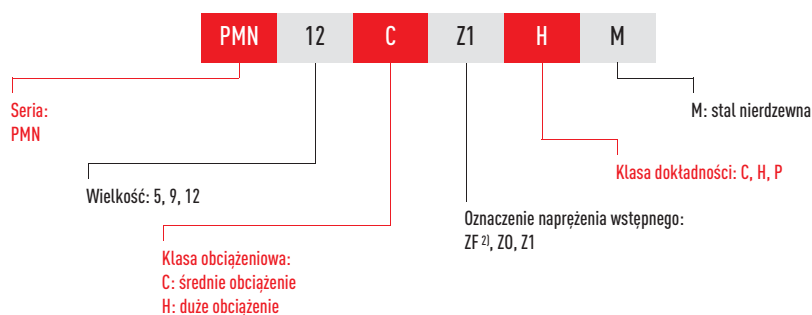 PMN 12 C Z1 H M
Seria:
PMN
M: stal nierdzewna
Klasa dokładności: C, H, P
Wielkość: 5, 9, 12
Oznaczenie naprężenia wstępnego:
ZF 2), Z0, Z1
Klasa obciążeniowa:
C: średnie obciążenie
H: duże obciążenie